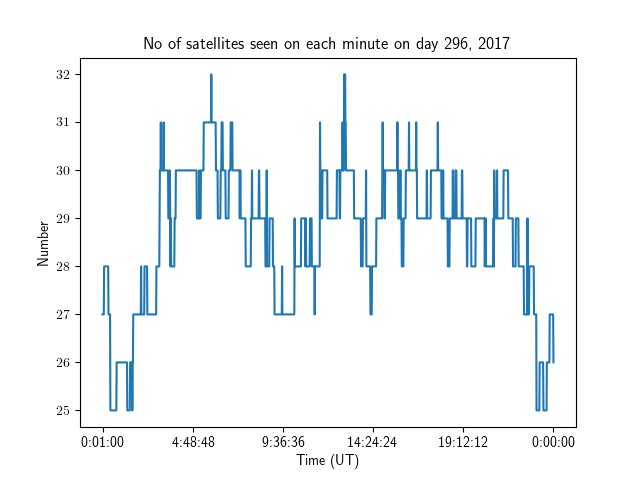 No of satellites seen on each minute on day 296, 2017
32
31
30
29
28
27
26
25
Number
0:01:00 4:48:48 9:36:36 14:24:24 19:12:12 0:00:00
Time (UT)